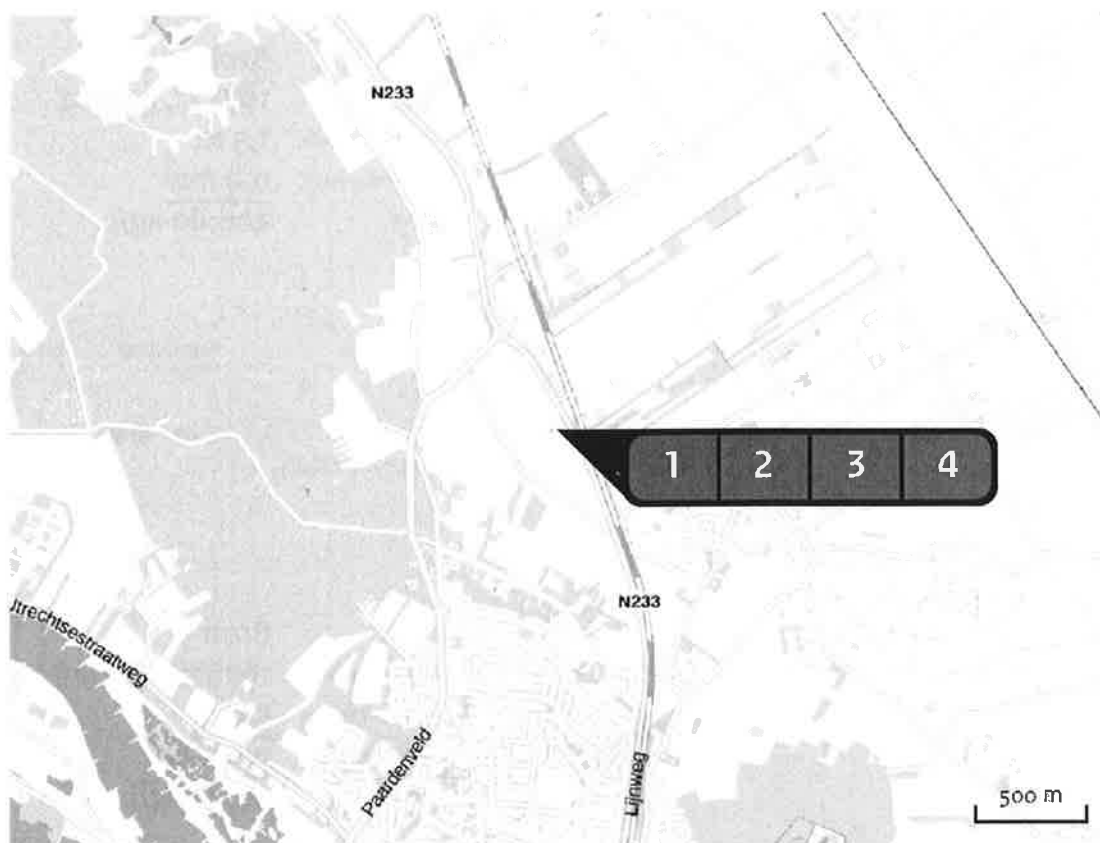 N233
1 2 3 4
N233
Utrechtsestraatweg
Paardenveld
Lijnweg
500 m